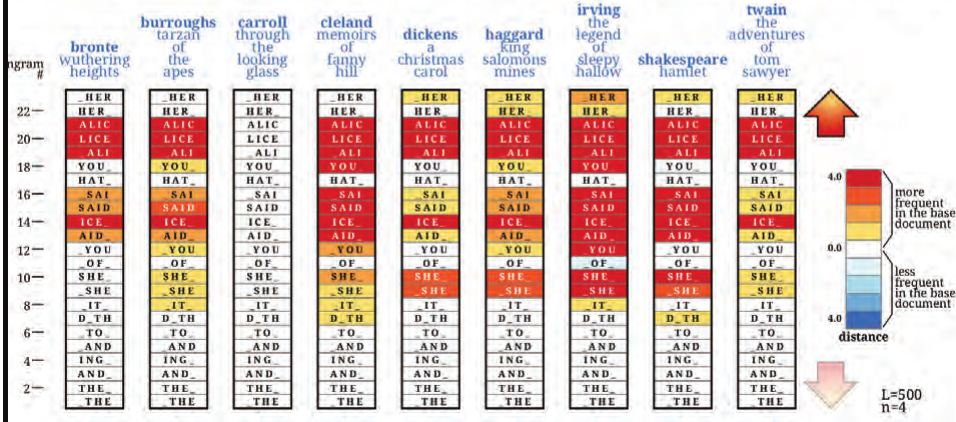 bronte
wuthering
heights
burroughs
tarzan
of
the
apes
carroll
through
the
looking
glass
cleland
memoirs
of
fanny
hill
dickens
a
christmas
carol
haggard
king
salomons
mines
irving
the
legend
of
sleepy
hallow
shakespeare
hamlet
twain
the
adventures
of
tom
sawyer
ngram
#
_HER _HER _HER _HER _HER _HER _HER _HER _HER
22 HER_ HER_ HER_ HER_ HER_ HER_ HER_ HER_ HER_
ALIC ALIC ALIC ALIC ALIC ALIC ALIC ALIC ALIC
20 LICE LICE LICE LICE LICE LICE LICE LICE LICE
_ALI _ALI _ALI _ALI _ALI _ALI _ALI _ALI _ALI
18 YOU_ YOU_ YOU_ YOU_ YOU_ YOU_ YOU_ YOU_ YOU_
HAT_ HAT_ HAT_ HAT_ HAT_ HAT_ HAT_ HAT_ HAT_
16 _SAI _SAI _SAI _SAI _SAI _SAI _SAI _SAI _SAI
SAID SAID SAID SAID SAID SAID SAID SAID SAID
14 ICE_ ICE_ ICE_ ICE_ ICE_ ICE_ ICE_ ICE_ ICE_
AID_ AID_ AID_ AID_ AID_ AID_ AID_ AID_ AID_
12 _YOU _YOU _YOU _YOU _YOU _YOU _YOU _YOU _YOU
_OF_ _OF_ _OF_ _OF_ _OF_ _OF_ _OF_ _OF_ _OF_
10 SHE_ SHE_ SHE_ SHE_ SHE_ SHE_ SHE_ SHE_ SHE_
_SHE _SHE _SHE _SHE _SHE _SHE _SHE _SHE _SHE
8 _IT_ _IT_ _IT_ _IT_ _IT_ _IT_ _IT_ _IT_ _IT_
D_TH D_TH D_TH D_TH D_TH D_TH D_TH D_TH D_TH
6 _TO_ _TO_ _TO_ _TO_ _TO_ _TO_ _TO_ _TO_ _TO_
_AND _AND _AND _AND _AND _AND _AND _AND _AND
4 ING_ ING_ ING_ ING_ ING_ ING_ ING_ ING_ ING_
AND_ AND_ AND_ AND_ AND_ AND_ AND_ AND_ AND_
2 THE_ THE_ THE_ THE_ THE_ THE_ THE_ THE_ THE_
_THE _THE _THE _THE _THE _THE _THE _THE _THE
4.0
0.0
4.0
more
frequent
in the base
document
less
frequent
in the base
document
distance
L=500
n=4